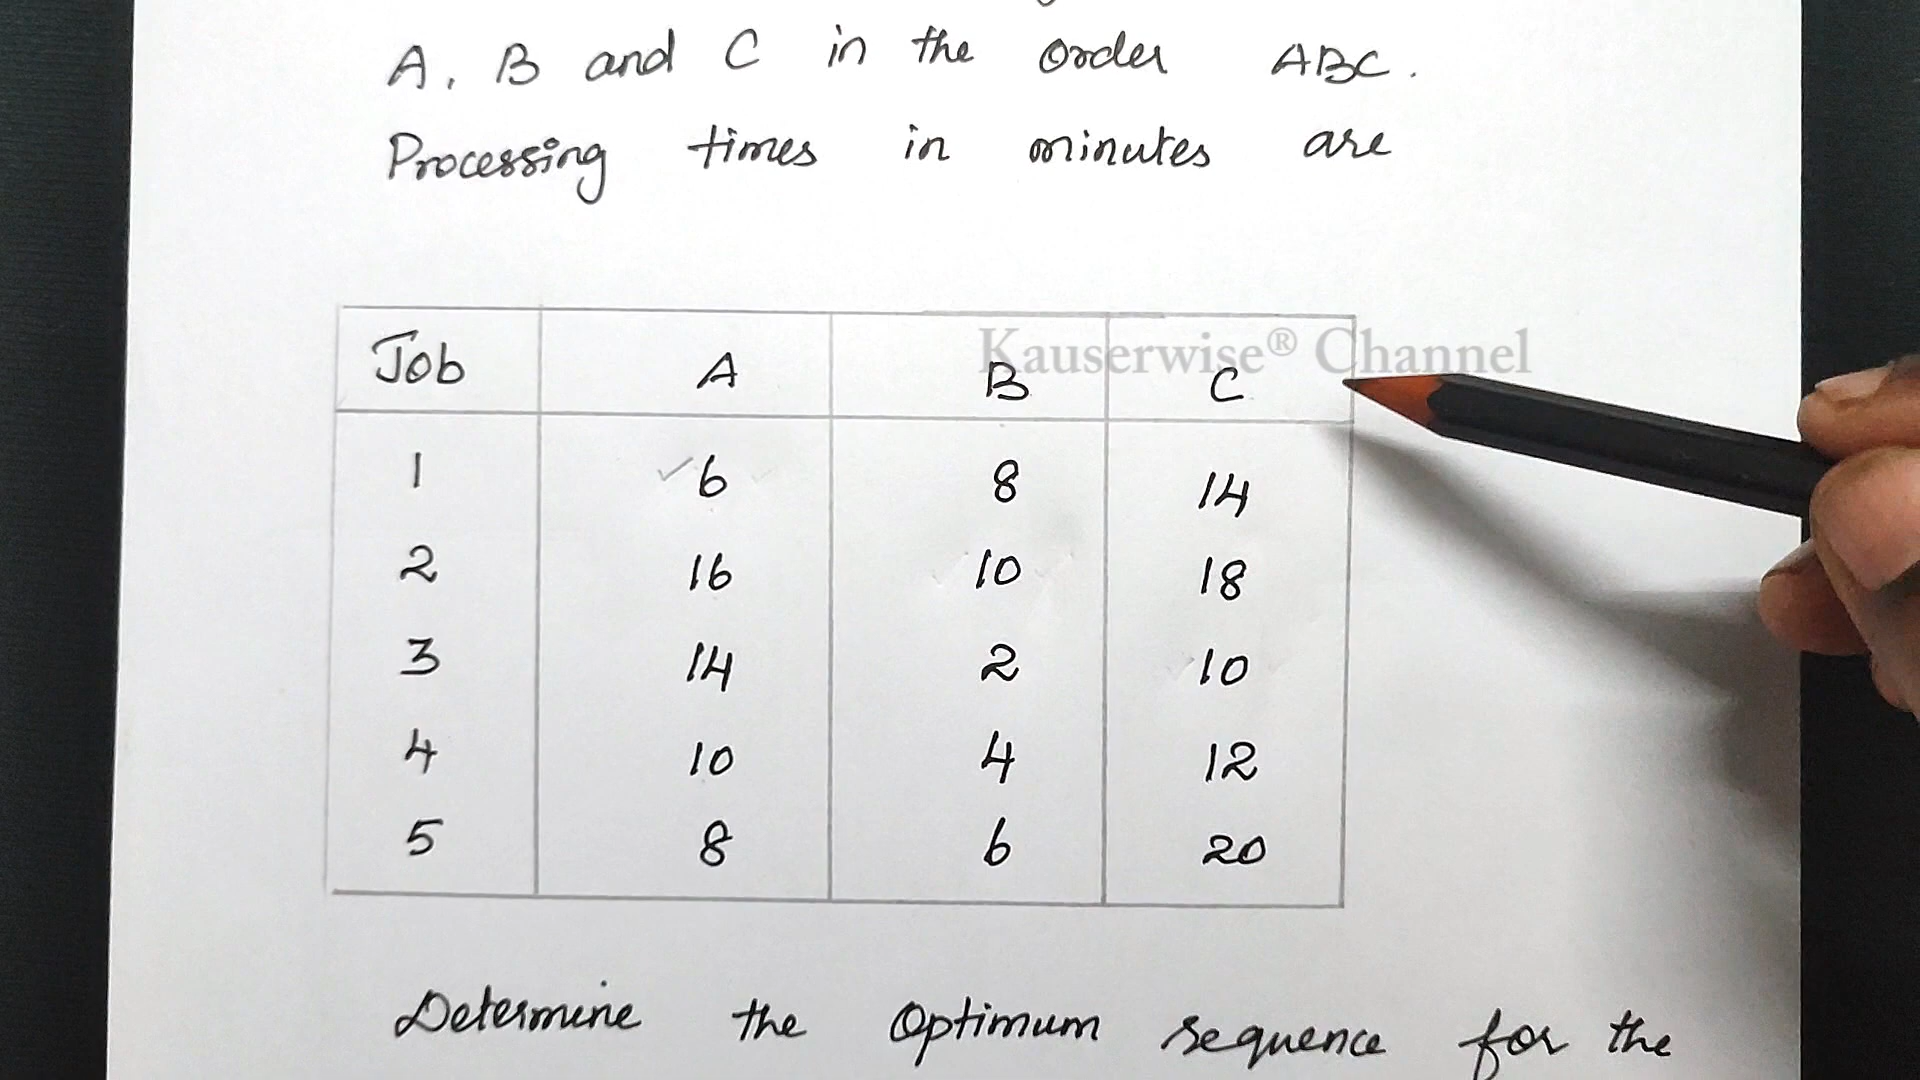 A, B and C in the order ABC.
Processing times in minutes are
Kauserwise® Channel
Job A B C
1 6 8 14
2 16 10 18
3 14 2 10
4 10 4 12
5 8 6 20
Determine the Optimum sequence for the